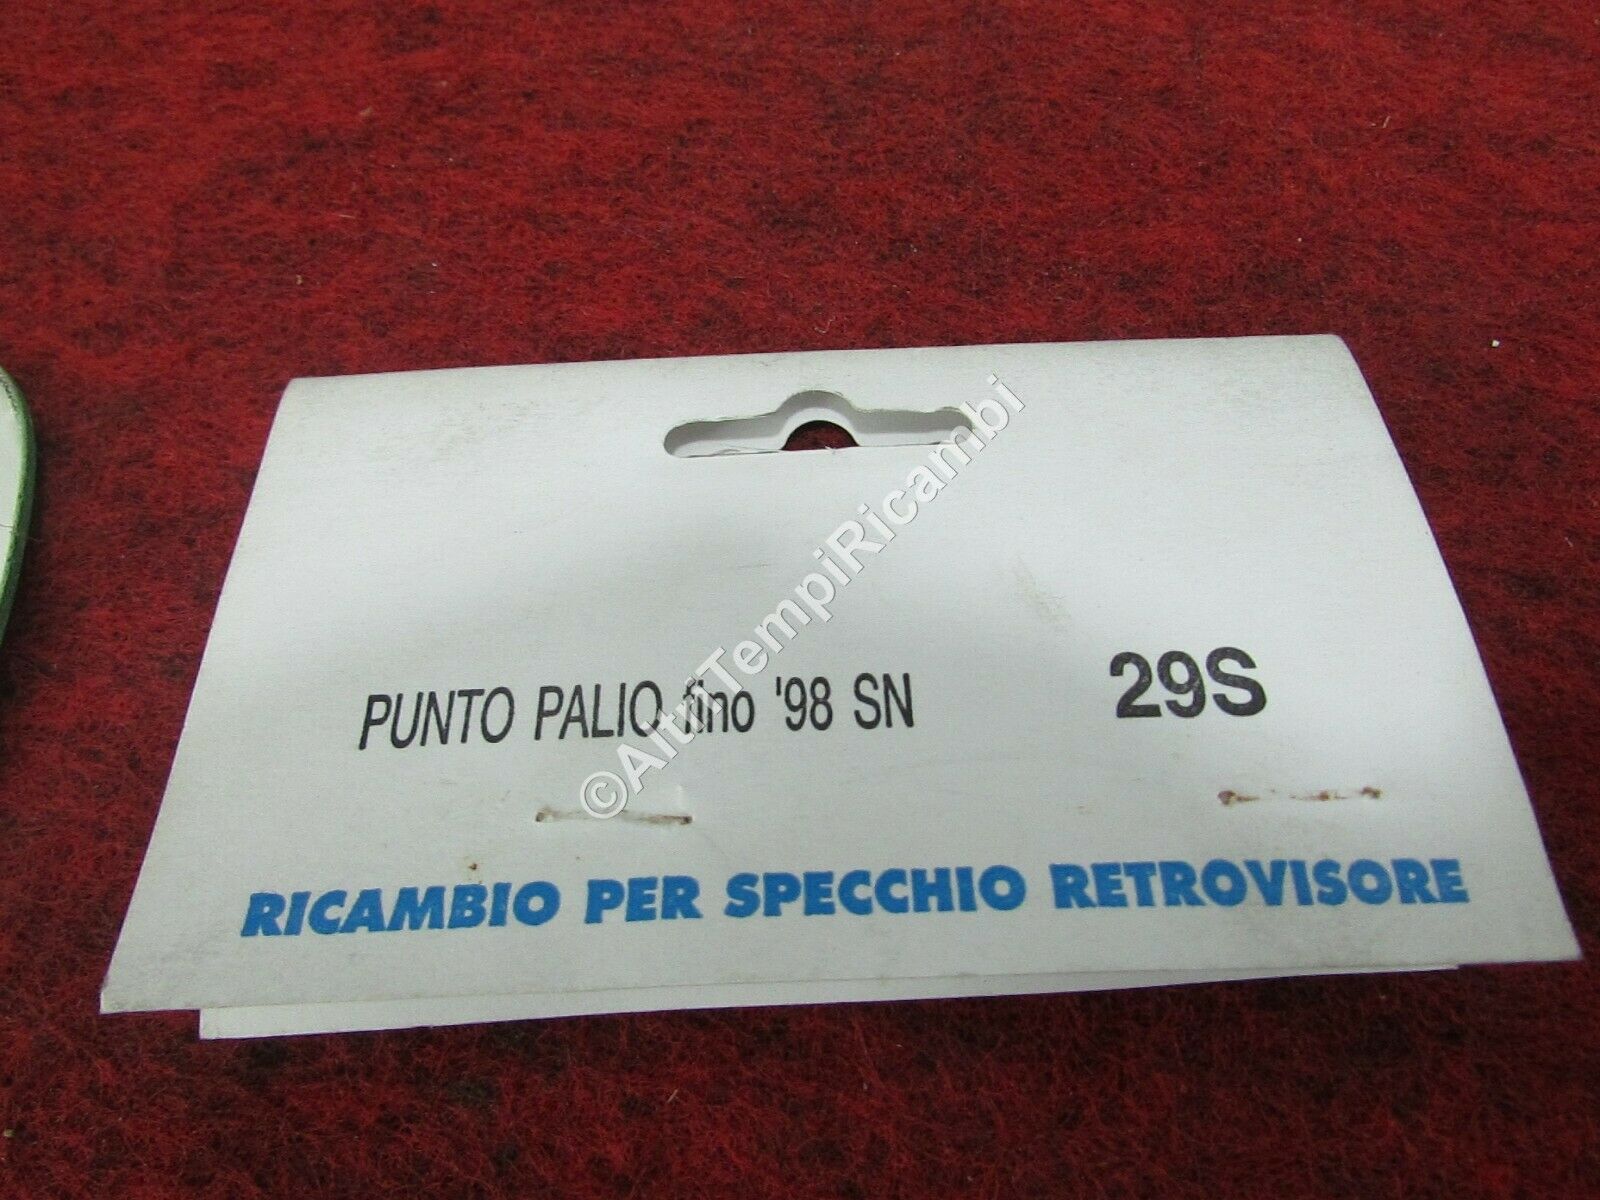 PUNTO PALIO fino '98 SN 29S
RICAMBIO PER SPECCHIO RETROVISORE
©AltriTempiRicambi